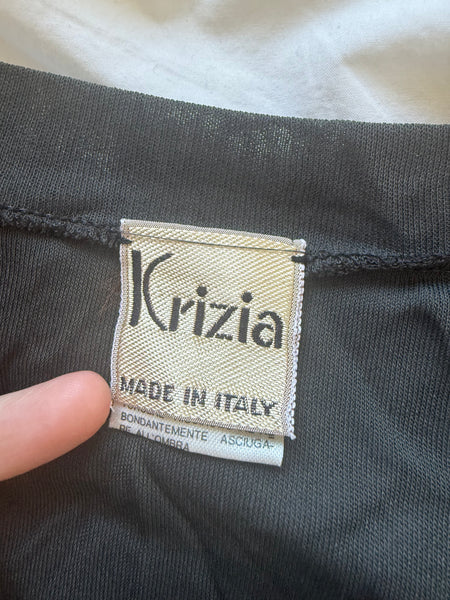 Krizia
MADE IN ITALY
BONDANTEMENTE ASCIUGA-
RE ALL'OMBRA